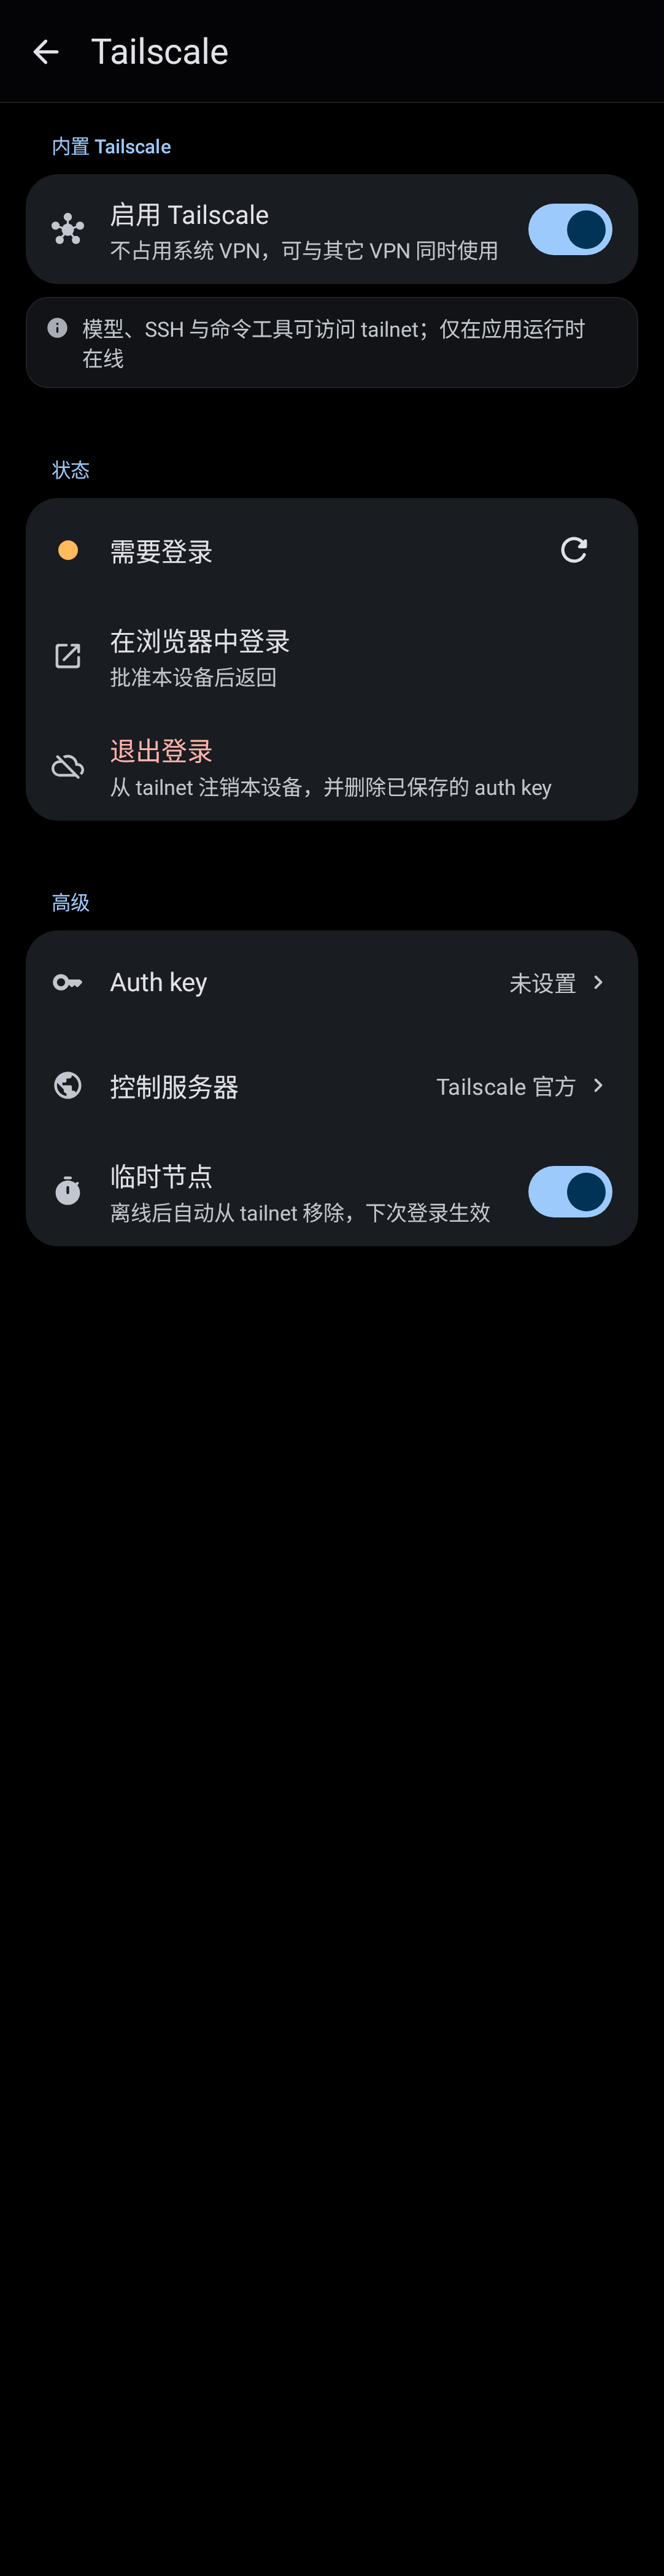 Tailscale
内置 Tailscale
启用 Tailscale
不占用系统 VPN，可与其它 VPN 同时使用
模型、SSH 与命令工具可访问 tailnet；仅在应用运行时
在线
状态
需要登录
在浏览器中登录
批准本设备后返回
退出登录
从 tailnet 注销本设备，并删除已保存的 auth key
高级
Auth key
未设置
控制服务器
Tailscale 官方
临时节点
离线后自动从 tailnet 移除，下次登录生效